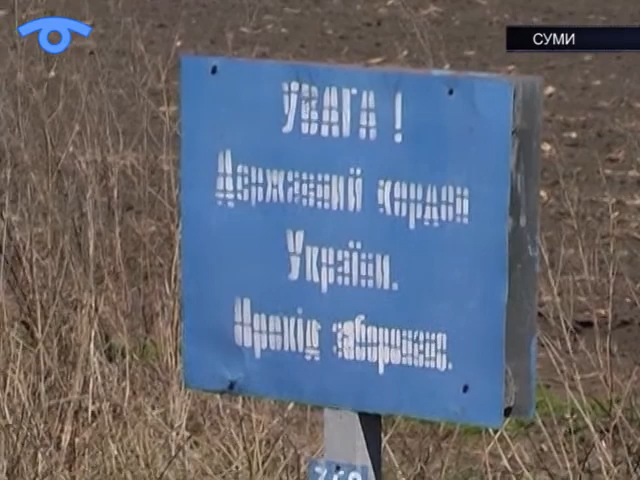 СУМИ
УВАГА !
Державний кордон
України.
Прохід заборонено.